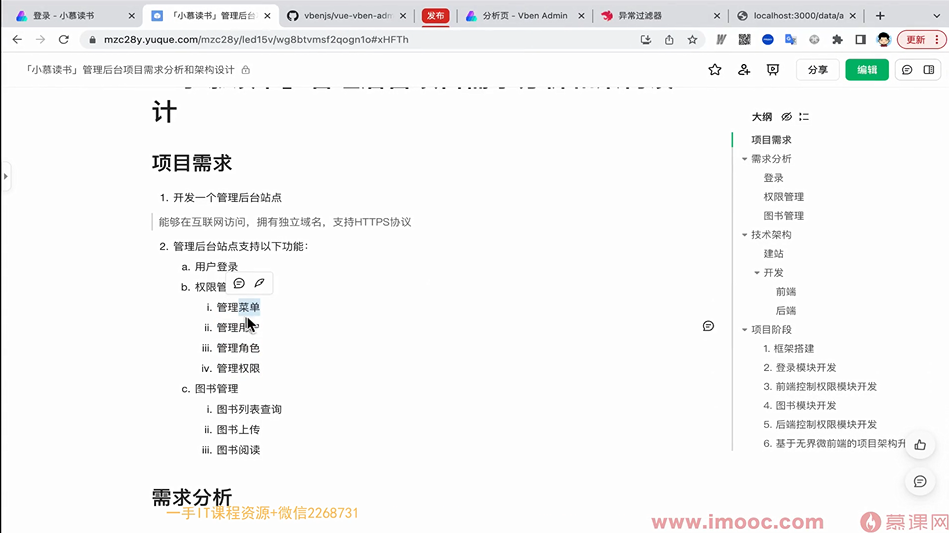 登录 - 小慕读书
「小慕读书」管理后台
vbenjs/vue-vben-adm
发布
分析页 - Vben Admin
异常过滤器
localhost:3000/data/a
mzc28y.yuque.com/mzc28y/led15v/wg8btvmsf2qogn1o#xHFTh
更新
「小慕读书」管理后台项目需求分析和架构设计
分享
编辑
计
项目需求
1. 开发一个管理后台站点
能够在互联网访问，拥有独立域名，支持HTTPS协议
2. 管理后台站点支持以下功能：
a. 用户登录
b. 权限管
i. 管理菜单
ii. 管理用户
iii. 管理角色
iv. 管理权限
c. 图书管理
i. 图书列表查询
ii. 图书上传
iii. 图书阅读
需求分析
大纲
项目需求
需求分析
登录
权限管理
图书管理
技术架构
建站
开发
前端
后端
项目阶段
1. 框架搭建
2. 登录模块开发
3. 前端控制权限模块开发
4. 图书模块开发
5. 后端控制权限模块开发
6. 基于无界微前端的项目架构升
一手IT课程资源+微信2268731
www.imooc.com
慕课网